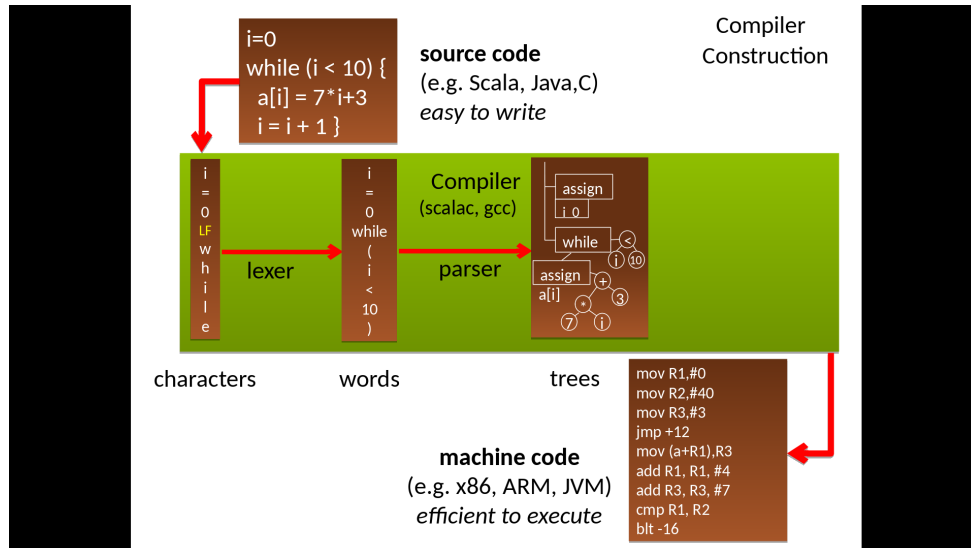 i=0
while (i < 10) {
a[i] = 7*i+3
i = i + 1 }
source code
(e.g. Scala, Java,C)
easy to write
Compiler
Construction
i
=
0
LF
w
h
i
l
e
lexer
i
=
0
while
(
i
<
10
)
Compiler
(scalac, gcc)
parser
assign
i 0
while
<
i
10
assign
a[i]
+
*
3
7
i
characters
words
trees
machine code
(e.g. x86, ARM, JVM)
efficient to execute
mov R1,#0
mov R2,#40
mov R3,#3
jmp +12
mov (a+R1),R3
add R1, R1, #4
add R3, R3, #7
cmp R1, R2
blt -16